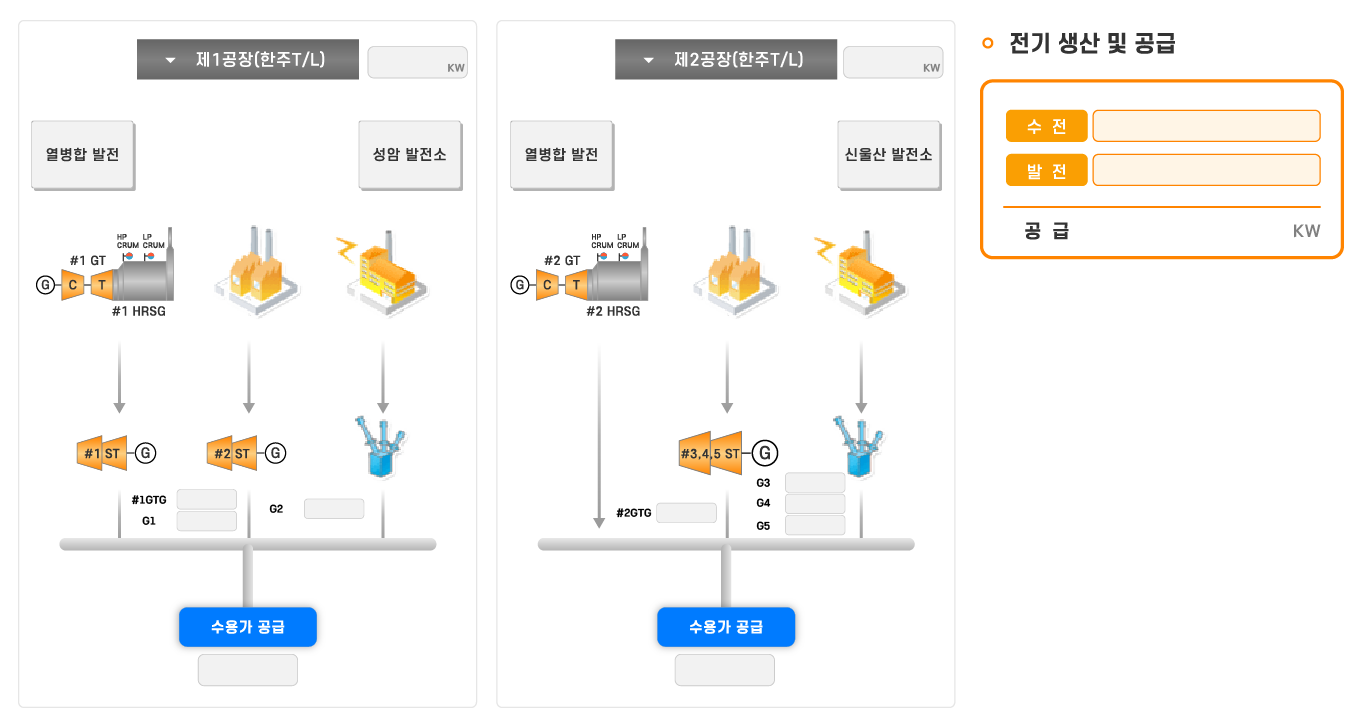 제1공장(한주T/L)
KW
열병합 발전
성암 발전소
HP CRUM
LP CRUM
#1 GT
G
C
T
#1 HRSG
#1 ST
G
#2 ST
G
#1GTG
G1
G2
수용가 공급
제2공장(한주T/L)
KW
열병합 발전
신울산 발전소
HP CRUM
LP CRUM
#2 GT
G
C
T
#2 HRSG
#3,4,5 ST
G
G3
G4
G5
#2GTG
수용가 공급
전기 생산 및 공급
수 전
발 전
공 급
KW